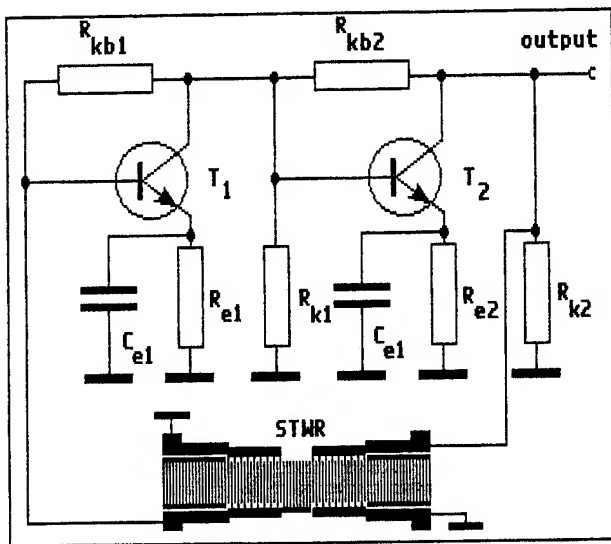 R kb1
R kb2
output
T 1
T 2
C e1
R e1
R k1
C e1
R e2
R k2
STWR